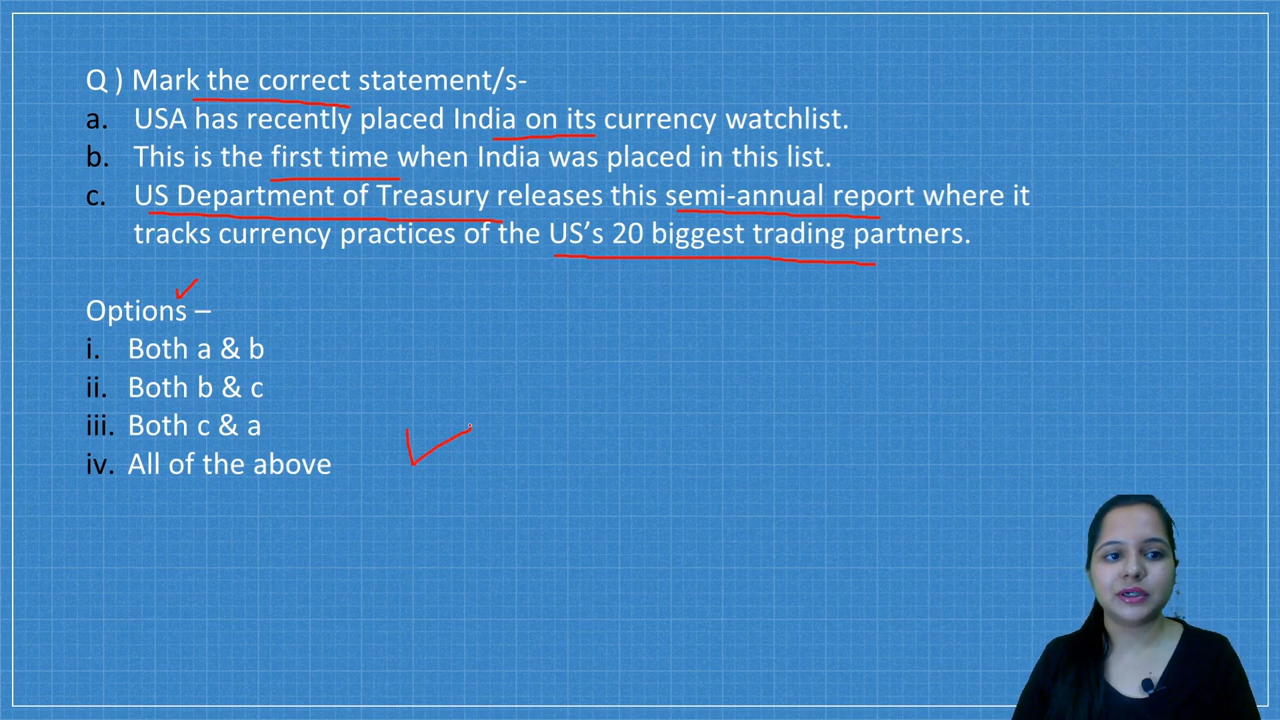 Q ) Mark the correct statement/s-
a. USA has recently placed India on its currency watchlist.
b. This is the first time when India was placed in this list.
c. US Department of Treasury releases this semi-annual report where it
tracks currency practices of the US’s 20 biggest trading partners.
Options –
i. Both a & b
ii. Both b & c
iii. Both c & a
iv. All of the above